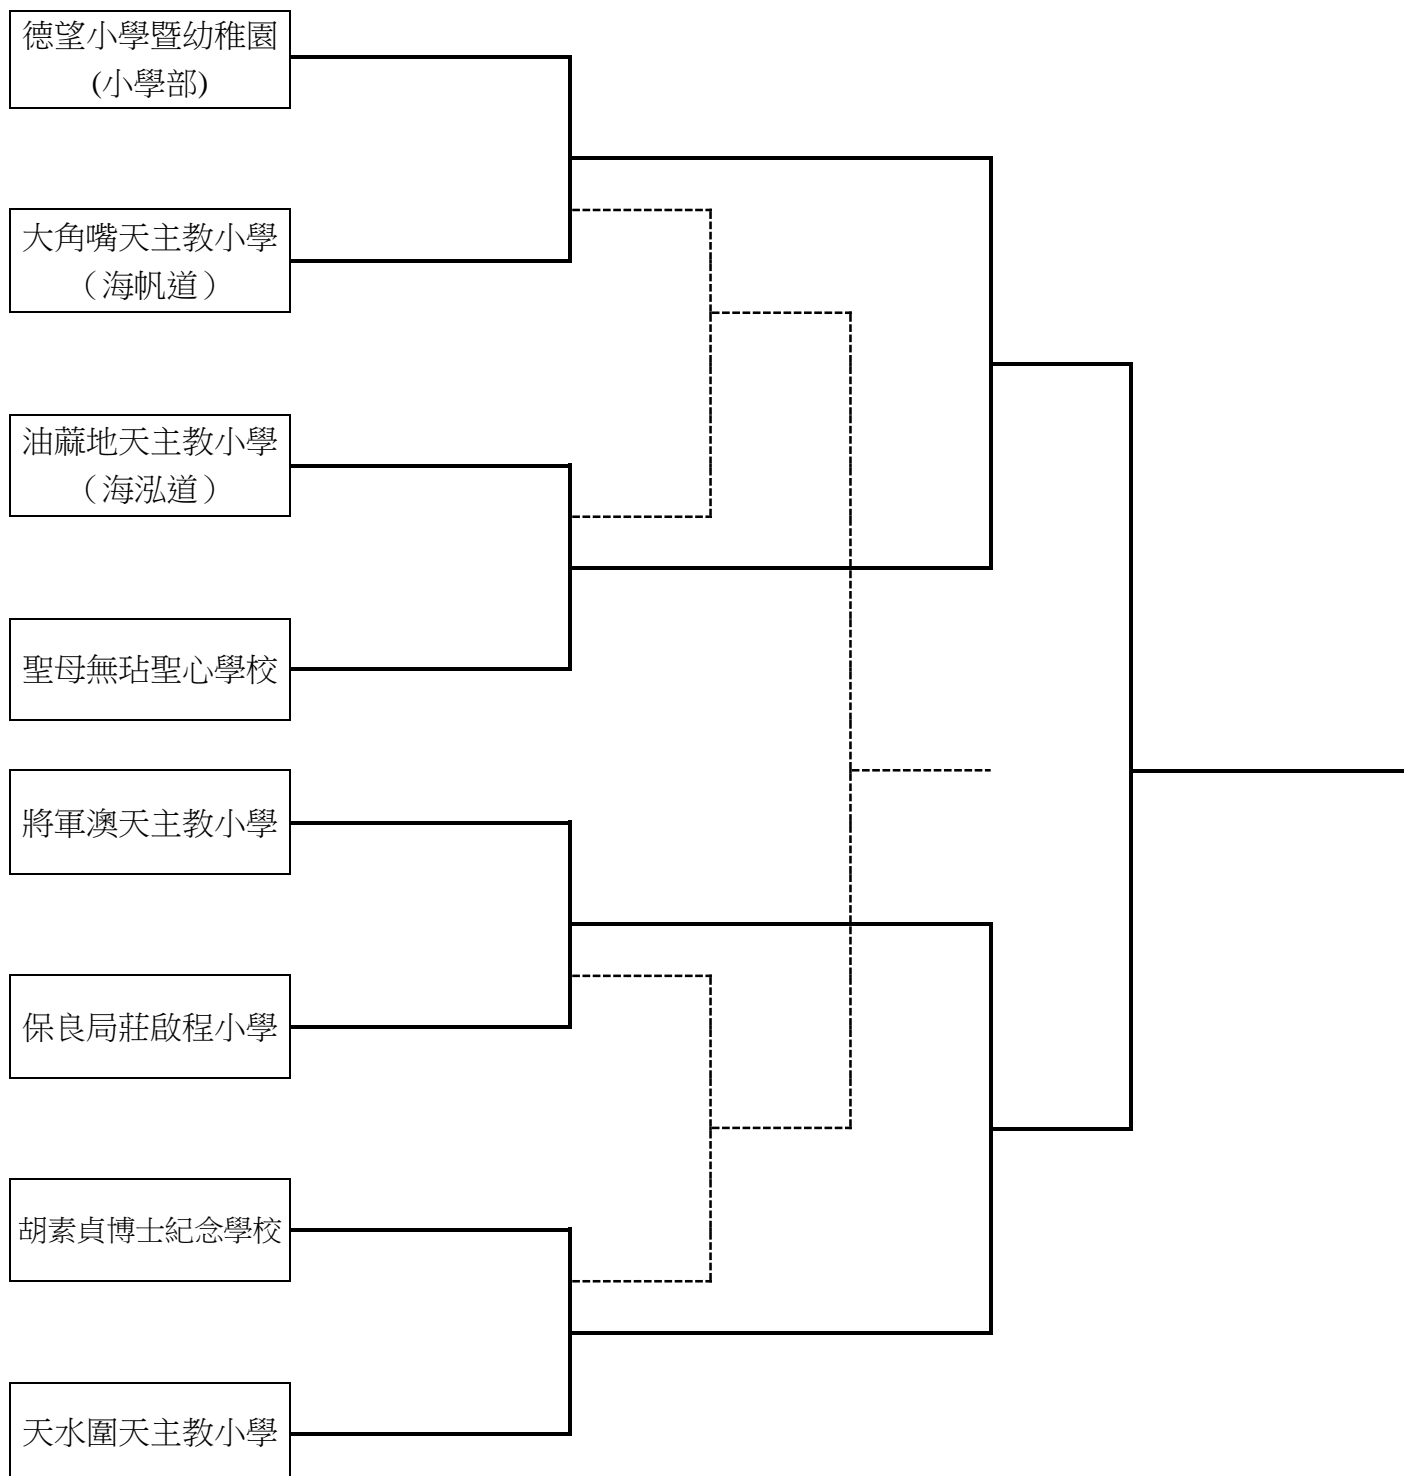 德望小學暨幼稚園
(小學部)
大角嘴天主教小學
（海帆道）
油蔴地天主教小學
（海泓道）
聖母無玷聖心學校
將軍澳天主教小學
保良局莊啟程小學
胡素貞博士紀念學校
天水圍天主教小學